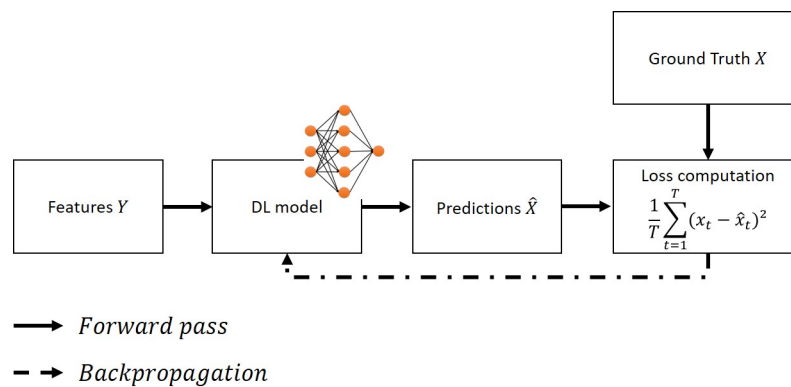 Ground Truth X
Features Y
DL model
Predictions X̂
Loss computation
1/T ∑_{t=1}^{T} (x_t − x̂_t)²
Forward pass
Backpropagation